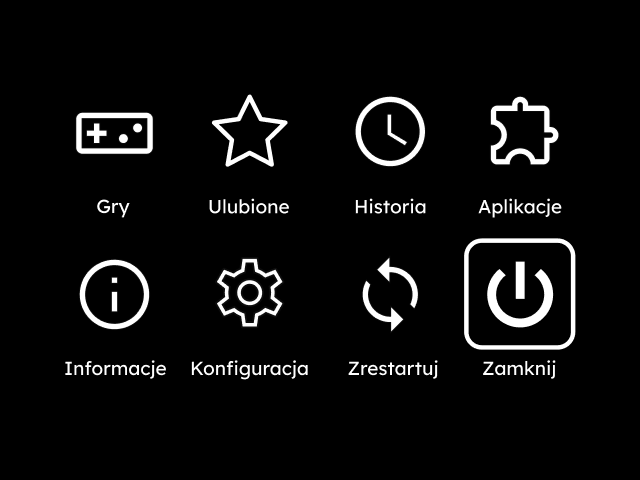 Gry
Ulubione
Historia
Aplikacje
Informacje
Konfiguracja
Zrestartuj
Zamknij